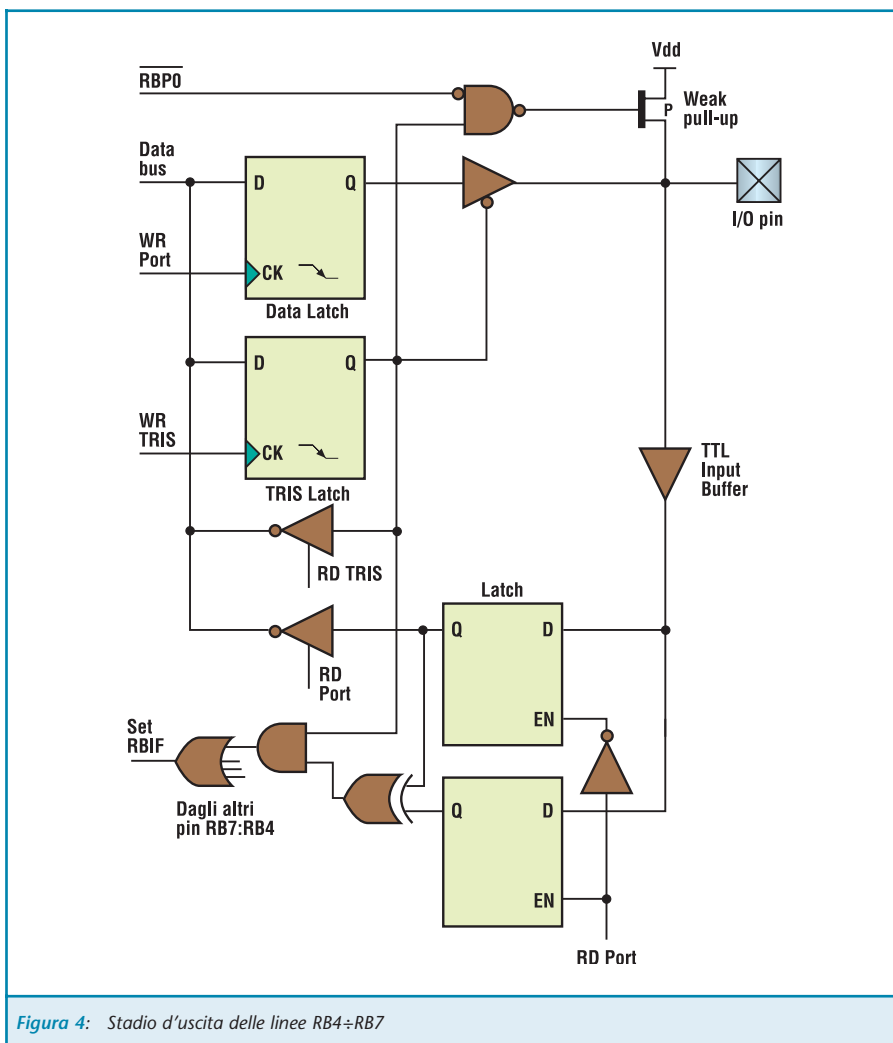 Vdd
RBP0
Weak
pull-up
P
Data
bus
D
Q
I/O pin
WR
Port
CK
Data Latch
D
Q
WR
TRIS
CK
TTL
Input
Buffer
TRIS Latch
RD TRIS
Latch
Q
D
RD
Port
EN
Set
RBIF
Dagli altri
pin RB7:RB4
Q
D
EN
RD Port
Figura 4: Stadio d'uscita delle linee RB4÷RB7